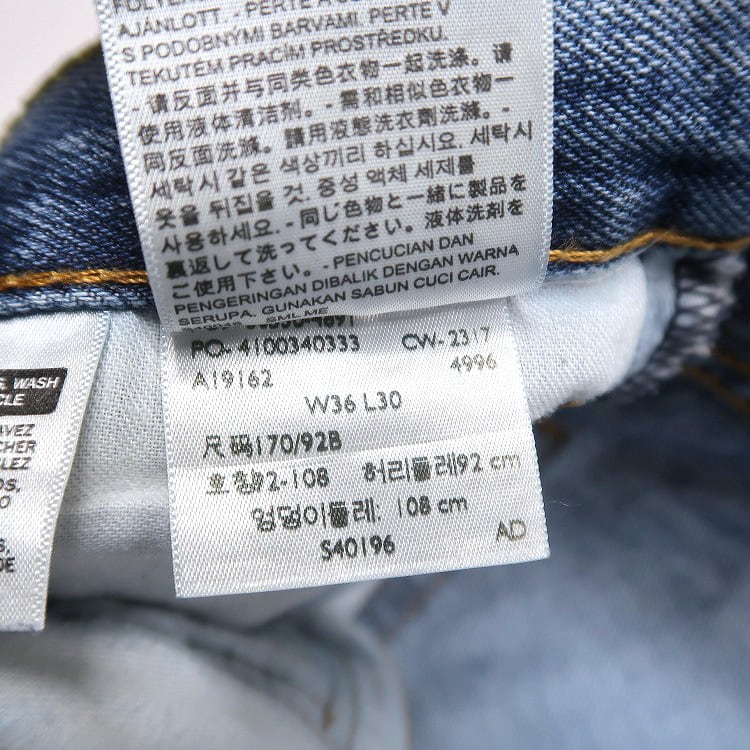 AJÁNLOTT. - PERTE A
S PODOBNÝMI BARVAMI. PERTE V
TEKUTÉM PRACÍM PROSTŘEDKU.
- 请反面并与同类色衣物一起洗涤。请
使用液体清洁剂。- 需和相似色衣物
同反面洗滌。請用液態洗衣劑洗滌。-
세탁시 같은 색상끼리 하십시요. 세탁시
옷을 뒤집을 것. 중성 액체 세제를
사용하세요. - 同じ色物と一緒に製品を
裏返して洗ってください。液体洗剤を
ご使用下さい。- PENCUCIAN DAN
PENGERINGAN DIBALIK DENGAN WARNA
SERUPA. GUNAKAN SABUN CUCI CAIR.
PO- 4100340333 CW- 2317
A19162 4996
W36 L30
尺码170/92B
호칭92-108 허리둘레92 cm
엉덩이둘레: 108 cm
S40196 AD
WASH
CLE
AVEZ
CHER
LEZ
DS.
S.
DE